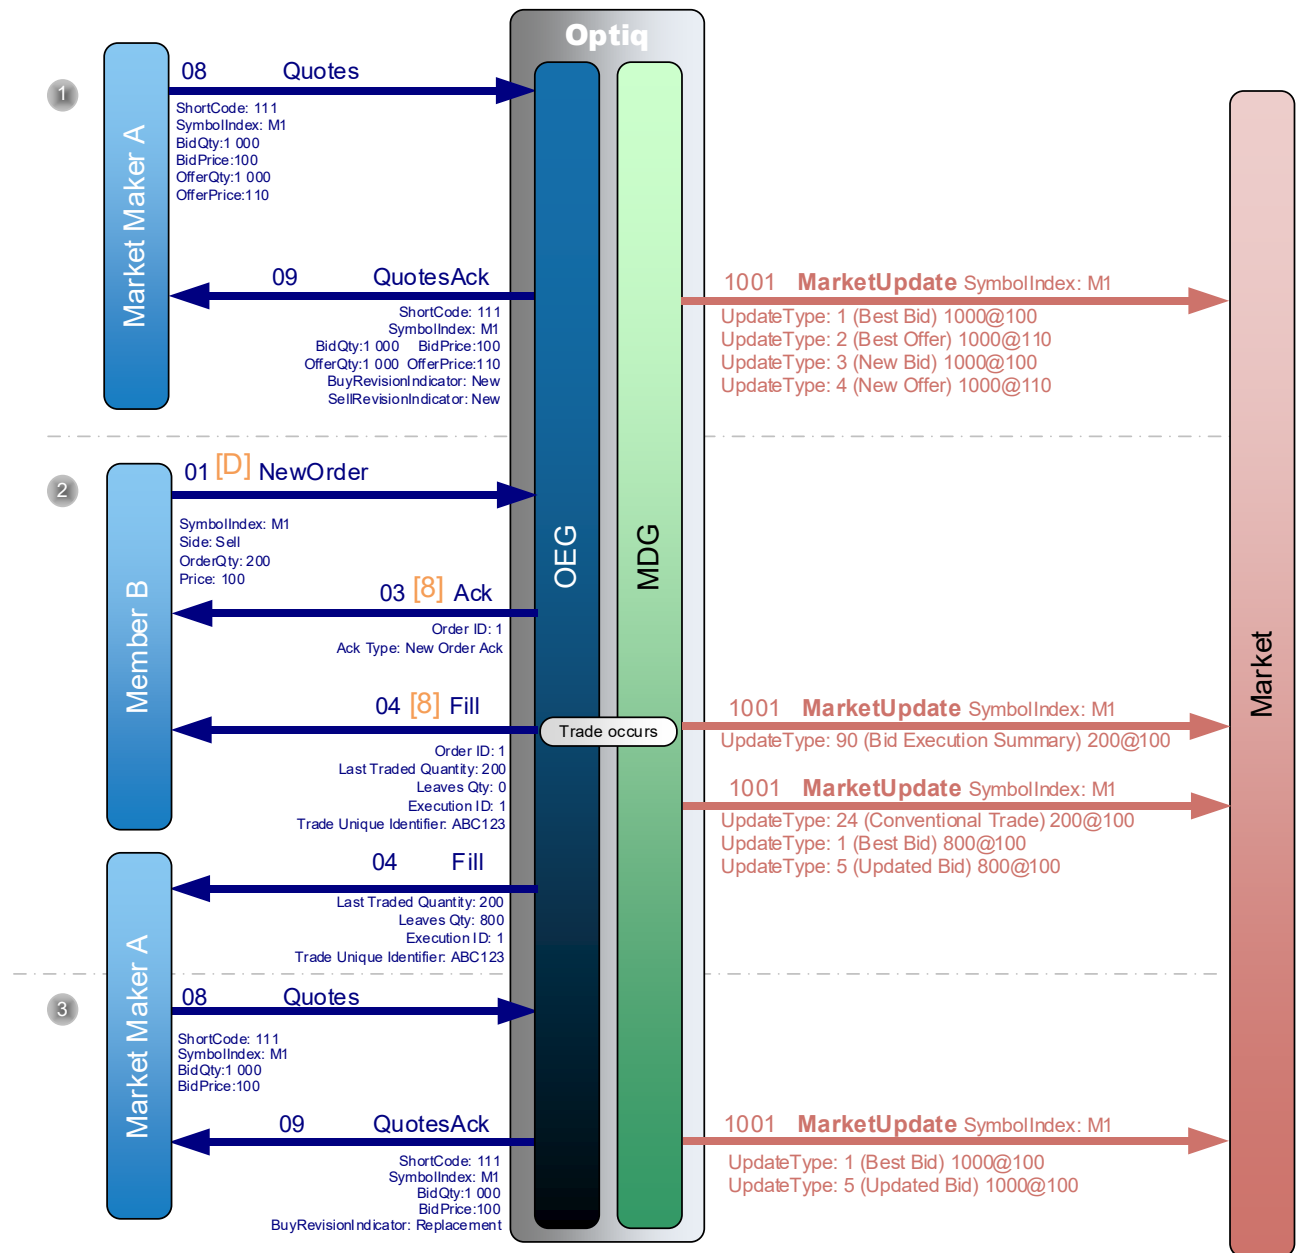 Optiq
1
Market Maker A
08 Quotes
ShortCode: 111
SymbolIndex: M1
BidQty:1 000
BidPrice:100
OfferQty:1 000
OfferPrice:110
09 QuotesAck
ShortCode: 111
SymbolIndex: M1
BidQty:1 000 BidPrice:100
OfferQty:1 000 OfferPrice:110
BuyRevisionIndicator: New
SellRevisionIndicator: New
1001 MarketUpdate SymbolIndex: M1
UpdateType: 1 (Best Bid) 1000@100
UpdateType: 2 (Best Offer) 1000@110
UpdateType: 3 (New Bid) 1000@100
UpdateType: 4 (New Offer) 1000@110
OEG
MDG
Market
2
Member B
01 [D] NewOrder
SymbolIndex: M1
Side: Sell
OrderQty: 200
Price: 100
03 [8] Ack
Order ID: 1
Ack Type: New Order Ack
04 [8] Fill
Order ID: 1
Last Traded Quantity: 200
Leaves Qty: 0
Execution ID: 1
Trade Unique Identifier: ABC123
Trade occurs
1001 MarketUpdate SymbolIndex: M1
UpdateType: 90 (Bid Execution Summary) 200@100
1001 MarketUpdate SymbolIndex: M1
UpdateType: 24 (Conventional Trade) 200@100
UpdateType: 1 (Best Bid) 800@100
UpdateType: 5 (Updated Bid) 800@100
Market Maker A
04 Fill
Last Traded Quantity: 200
Leaves Qty: 800
Execution ID: 1
Trade Unique Identifier: ABC123
3
08 Quotes
ShortCode: 111
SymbolIndex: M1
BidQty:1 000
BidPrice:100
09 QuotesAck
ShortCode: 111
SymbolIndex: M1
BidQty:1 000
BidPrice:100
BuyRevisionIndicator: Replacement
1001 MarketUpdate SymbolIndex: M1
UpdateType: 1 (Best Bid) 1000@100
UpdateType: 5 (Updated Bid) 1000@100